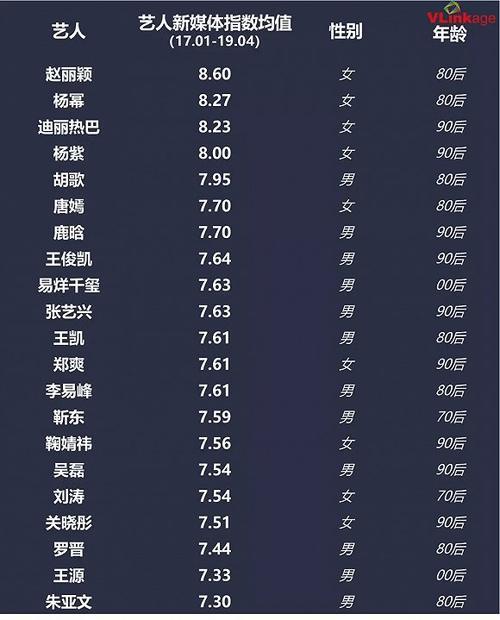 VLinkage
艺人 艺人新媒体指数均值 性别 年龄
(17.01-19.04)
赵丽颖 8.60 女 80后
杨幂 8.27 女 80后
迪丽热巴 8.23 女 90后
杨紫 8.00 女 90后
胡歌 7.95 男 80后
唐嫣 7.70 女 80后
鹿晗 7.70 男 90后
王俊凯 7.64 男 90后
易烊千玺 7.63 男 00后
张艺兴 7.63 男 90后
王凯 7.61 男 80后
郑爽 7.61 女 90后
李易峰 7.61 男 80后
靳东 7.59 男 70后
鞠婧祎 7.56 女 90后
吴磊 7.54 男 90后
刘涛 7.54 女 70后
关晓彤 7.51 女 90后
罗晋 7.44 男 80后
王源 7.33 男 00后
朱亚文 7.30 男 80后